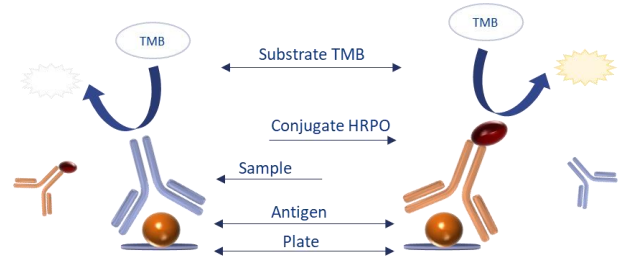 TMB
TMB
Substrate TMB
Conjugate HRPO
Sample
Antigen
Plate